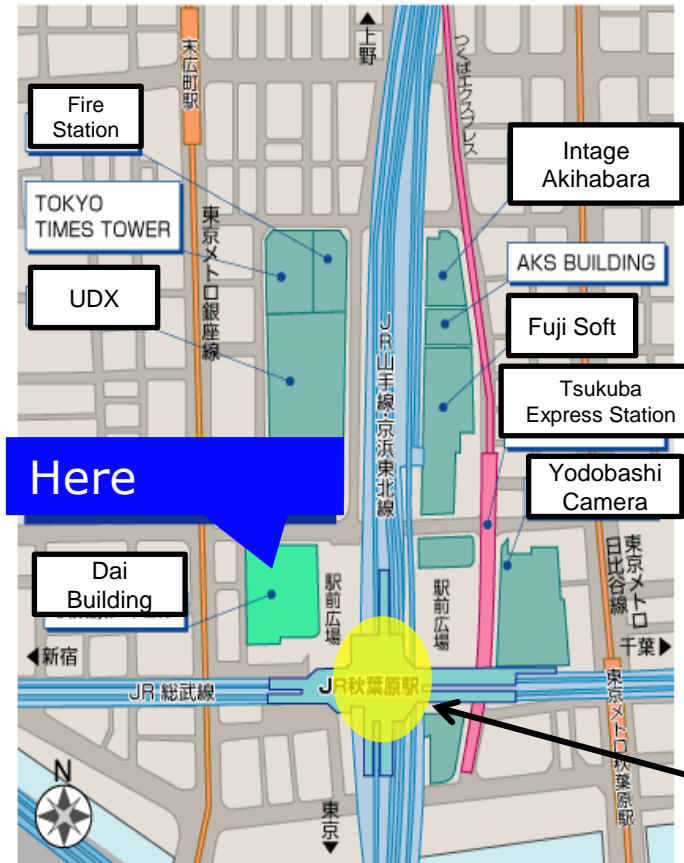 ▲上野
末広町駅
つくばエクスプレス
Fire
Station
Intage
Akihabara
TOKYO
TIMES TOWER
東京メトロ銀座線
AKS BUILDING
UDX
Fuji Soft
JR山手線・京浜東北線
Tsukuba
Express Station
Here
Yodobashi
Camera
Dai
Building
駅前広場
駅前広場
東京メトロ
日比谷線
◀新宿
千葉▶
JR 総武線
JR秋葉原駅
東京メトロ秋葉原駅
N
東京▼